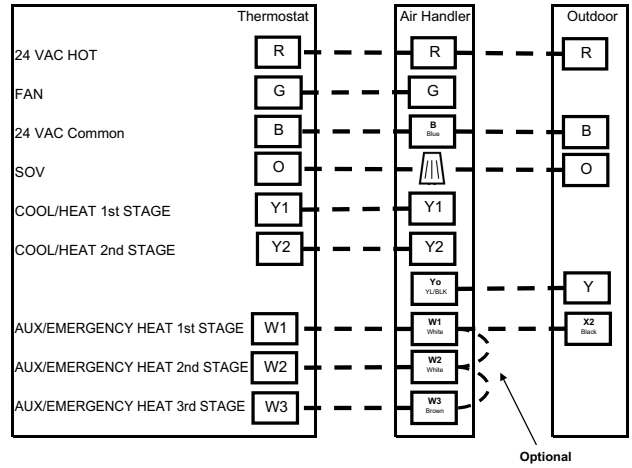 Thermostat Air Handler Outdoor
24 VAC HOT R R R
FAN G G
24 VAC Common B B B
Blue
SOV O O
COOL/HEAT 1st STAGE Y1 Y1
COOL/HEAT 2nd STAGE Y2 Y2
Yo Y
YL/BLK
AUX/EMERGENCY HEAT 1st STAGE W1 W1 X2
White Black
AUX/EMERGENCY HEAT 2nd STAGE W2 W2
White
AUX/EMERGENCY HEAT 3rd STAGE W3 W3
Brown
Optional